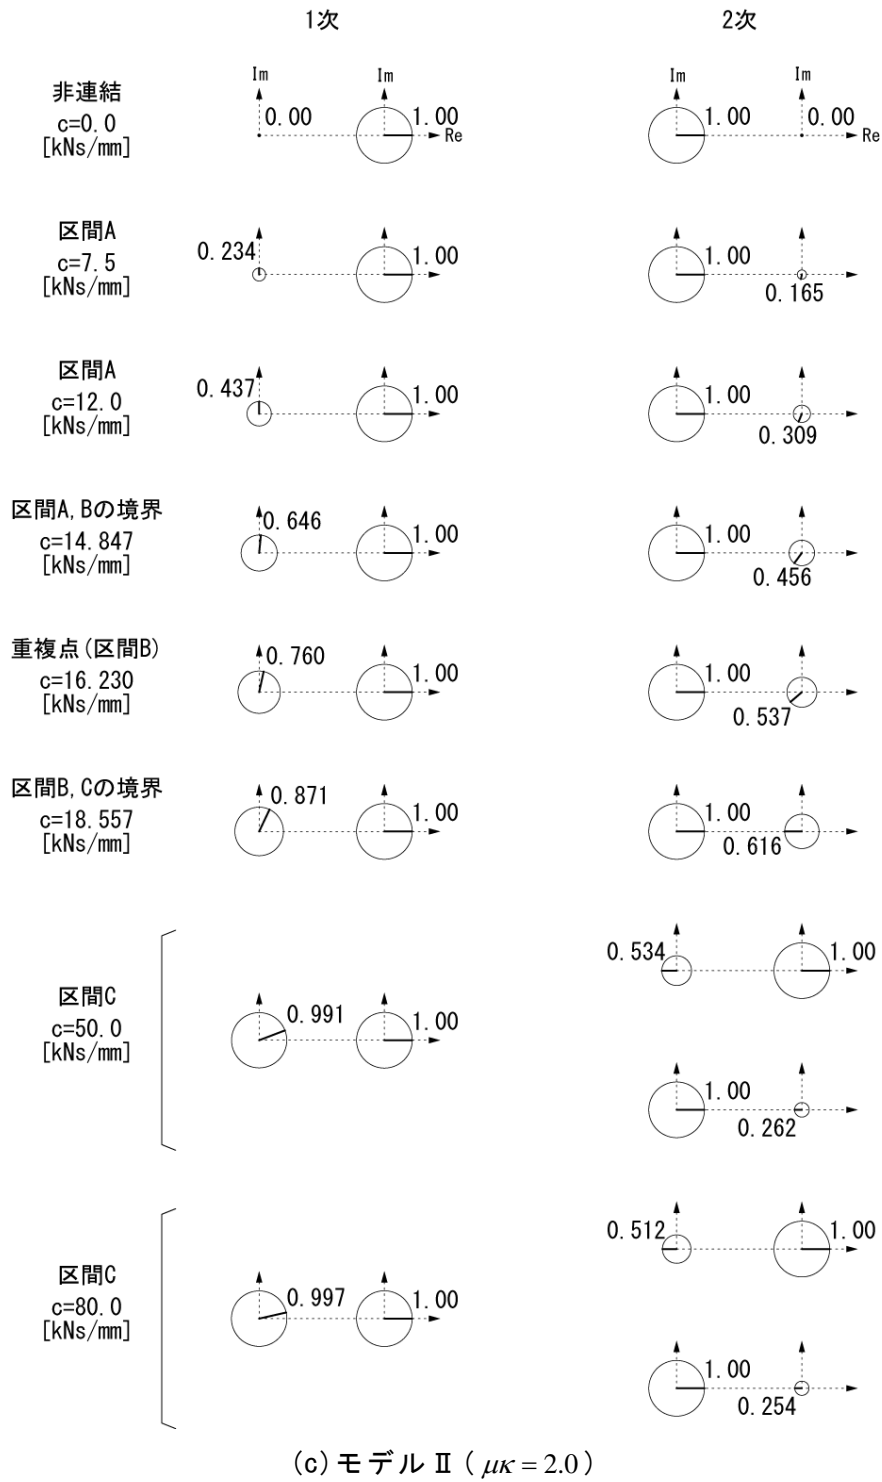 1次 2次
Im Im Im Im
非連結
c=0.0
[kNs/mm]
0.00 1.00 1.00 0.00
Re Re
区間A
c=7.5
[kNs/mm]
0.234 1.00 1.00
0.165
区間A
c=12.0
[kNs/mm]
0.437 1.00 1.00
0.309
区間A,Bの境界
c=14.847
[kNs/mm]
0.646 1.00 1.00
0.456
重複点(区間B)
c=16.230
[kNs/mm]
0.760 1.00 1.00
0.537
区間B,Cの境界
c=18.557
[kNs/mm]
0.871 1.00 1.00
0.616
区間C
c=50.0
[kNs/mm]
0.991 1.00
0.534 1.00
1.00
0.262
区間C
c=80.0
[kNs/mm]
0.997 1.00
0.512 1.00
1.00
0.254
(c)モデルⅡ(μκ=2.0)